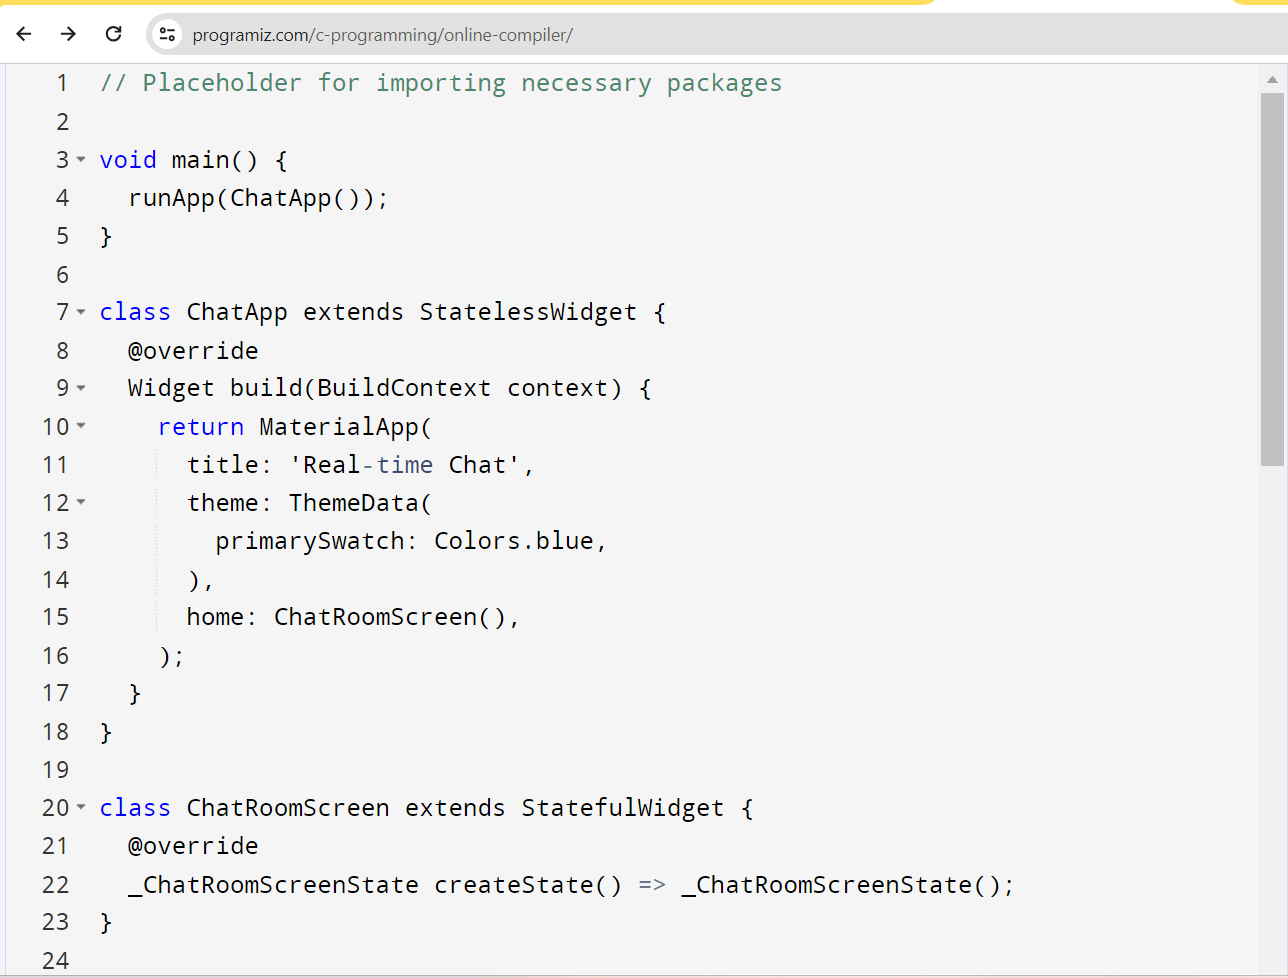 programiz.com/c-programming/online-compiler/
1 // Placeholder for importing necessary packages
2
3 void main() {
4   runApp(ChatApp());
5 }
6
7 class ChatApp extends StatelessWidget {
8   @override
9   Widget build(BuildContext context) {
10     return MaterialApp(
11       title: 'Real-time Chat',
12       theme: ThemeData(
13         primarySwatch: Colors.blue,
14       ),
15       home: ChatRoomScreen(),
16     );
17   }
18 }
19
20 class ChatRoomScreen extends StatefulWidget {
21   @override
22   _ChatRoomScreenState createState() => _ChatRoomScreenState();
23 }
24